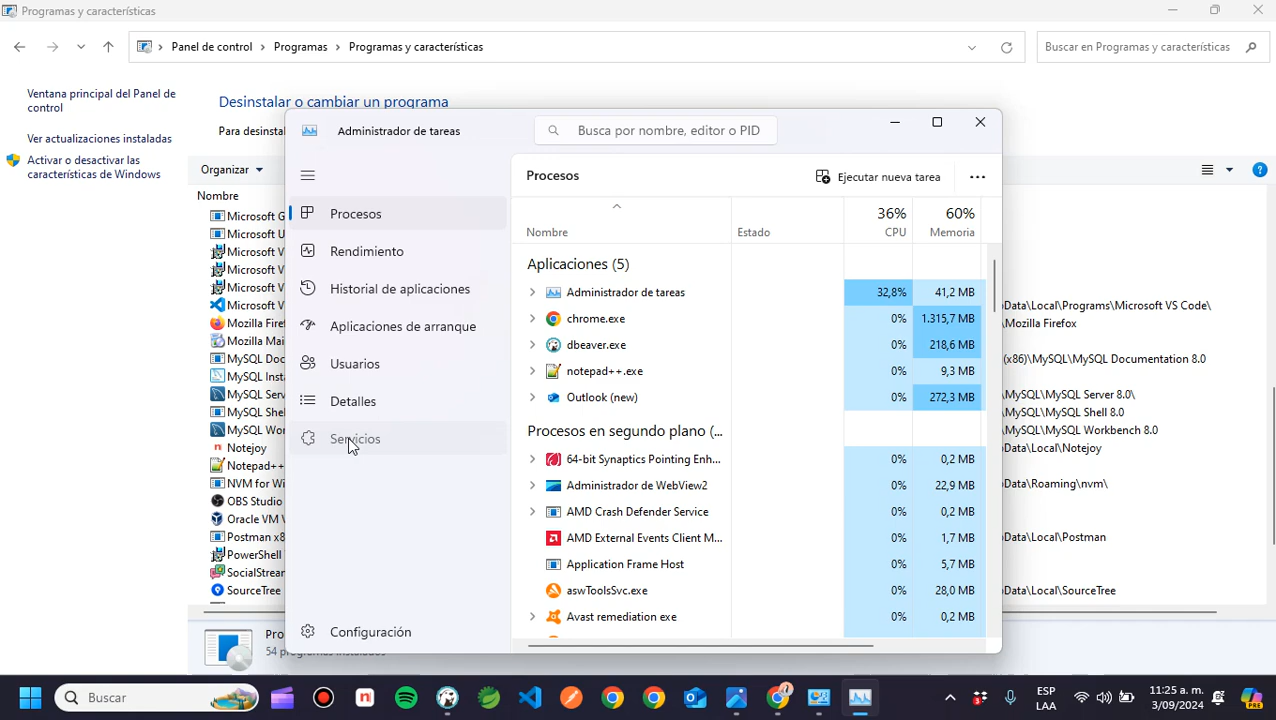 Programas y características
Panel de control > Programas > Programas y características
Buscar en Programas y características
Ventana principal del Panel de control
Ver actualizaciones instaladas
Activar o desactivar las características de Windows
Desinstalar o cambiar un programa
Para desinstal
Organizar
Nombre
Microsoft G
Microsoft U
Microsoft V
Microsoft V
Microsoft V
Microsoft V
Mozilla Firef
Mozilla Mai
MySQL Doc
MySQL Inst
MySQL Serv
MySQL Shel
MySQL Wor
Notejoy
Notepad++
NVM for Wi
OBS Studio
Oracle VM V
Postman x8
PowerShell
SocialStream
SourceTree
Data\Local\Programs\Microsoft VS Code\
Mozilla Firefox
(x86)\MySQL\MySQL Documentation 8.0
MySQL\MySQL Server 8.0\
MySQL\MySQL Shell 8.0
MySQL\MySQL Workbench 8.0
Data\Local\Notejoy
Data\Roaming\nvm\
Data\Local\Postman
Data\Local\SourceTree
Pro
54 programas instalados
Administrador de tareas
Busca por nombre, editor o PID
Procesos
Rendimiento
Historial de aplicaciones
Aplicaciones de arranque
Usuarios
Detalles
Servicios
Configuración
Procesos
Ejecutar nueva tarea
36% 60%
Nombre Estado CPU Memoria
Aplicaciones (5)
Administrador de tareas 32,8% 41,2 MB
chrome.exe 0% 1.315,7 MB
dbeaver.exe 0% 218,6 MB
notepad++.exe 0% 9,3 MB
Outlook (new) 0% 272,3 MB
Procesos en segundo plano (...
64-bit Synaptics Pointing Enh... 0% 0,2 MB
Administrador de WebView2 0% 22,9 MB
AMD Crash Defender Service 0% 0,2 MB
AMD External Events Client M... 0% 1,7 MB
Application Frame Host 0% 5,7 MB
aswToolsSvc.exe 0% 28,0 MB
Avast remediation exe 0% 0,2 MB
Buscar
ESP
LAA
11:25 a. m.
3/09/2024
PRE